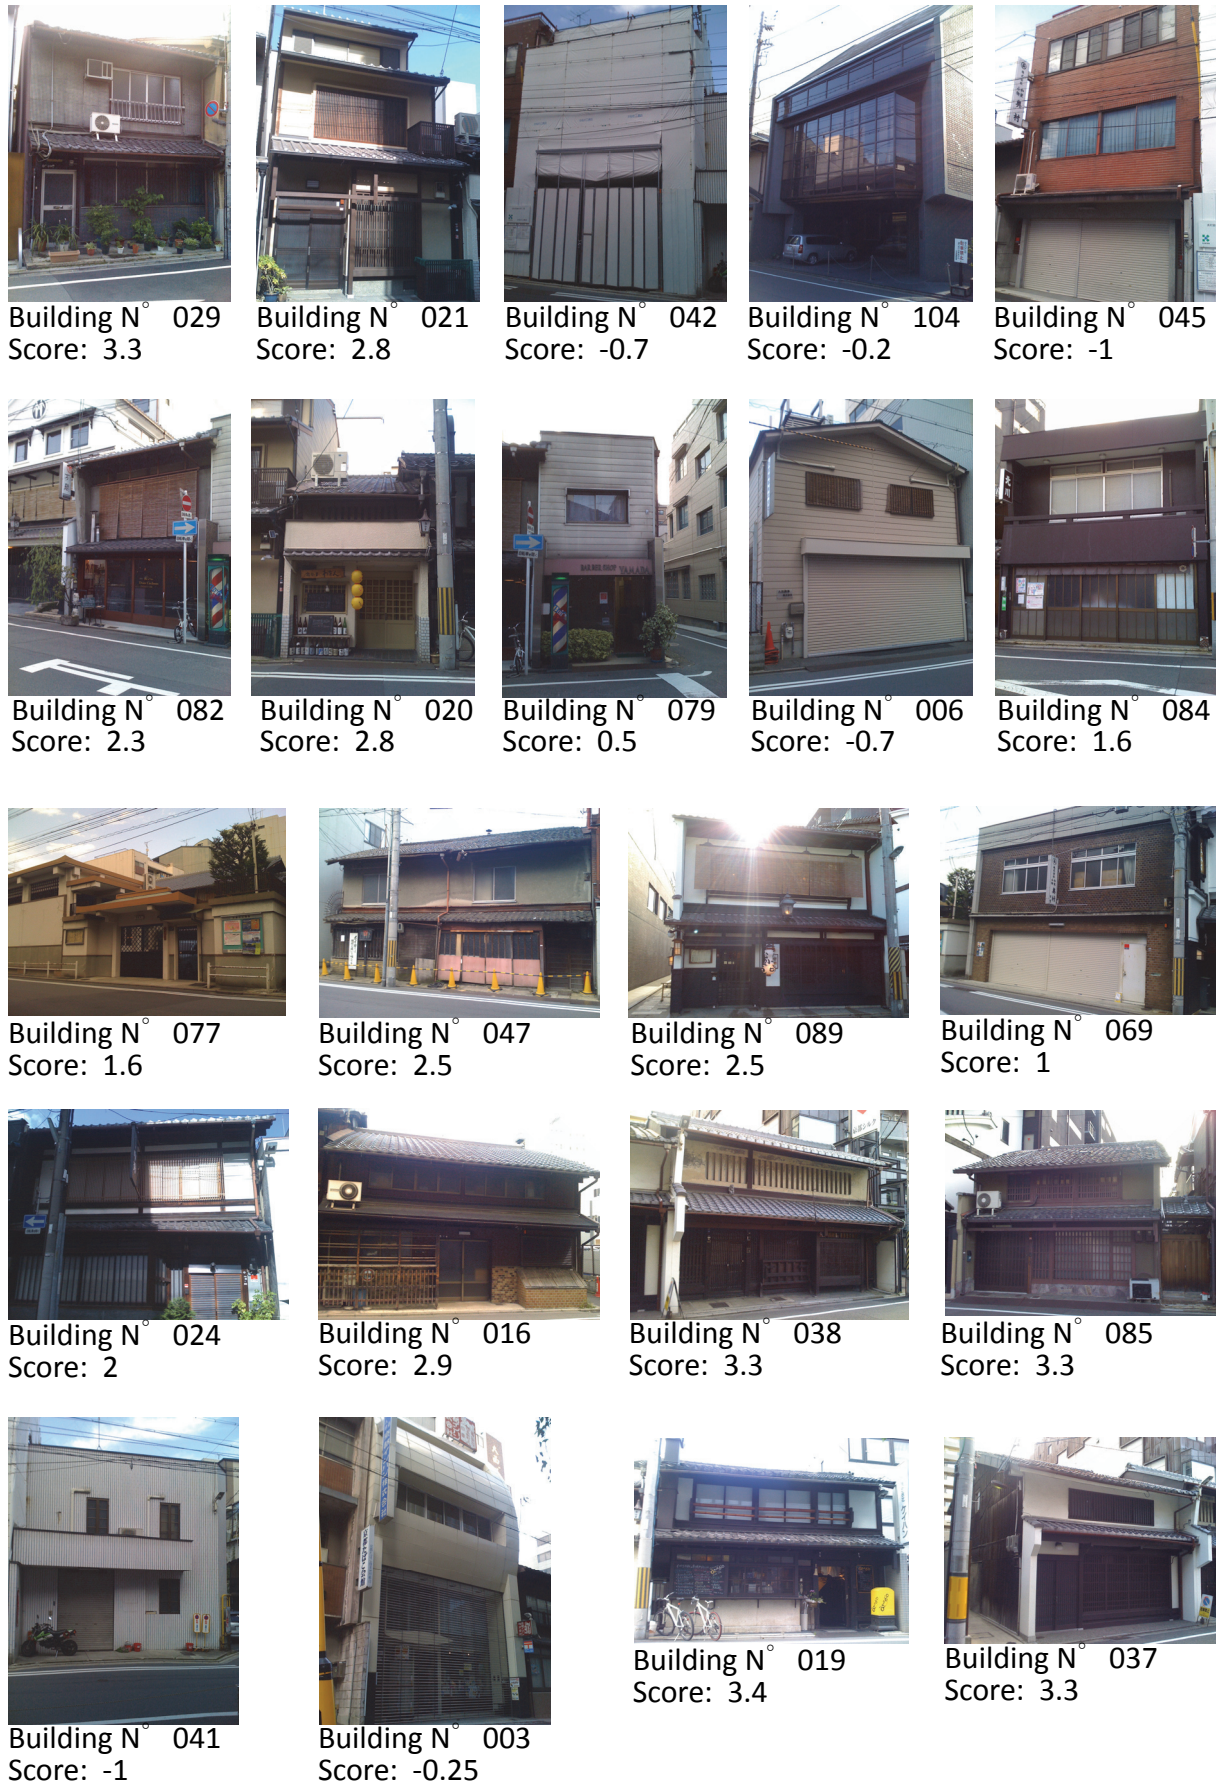 Building N° 029
Score: 3.3
Building N° 021
Score: 2.8
Building N° 042
Score: -0.7
Building N° 104
Score: -0.2
Building N° 045
Score: -1
BARBER SHOP YAMADA
Building N° 082
Score: 2.3
Building N° 020
Score: 2.8
Building N° 079
Score: 0.5
Building N° 006
Score: -0.7
Building N° 084
Score: 1.6
Building N° 077
Score: 1.6
Building N° 047
Score: 2.5
Building N° 089
Score: 2.5
Building N° 069
Score: 1
Building N° 024
Score: 2
Building N° 016
Score: 2.9
Building N° 038
Score: 3.3
Building N° 085
Score: 3.3
Building N° 041
Score: -1
Building N° 003
Score: -0.25
Building N° 019
Score: 3.4
Building N° 037
Score: 3.3